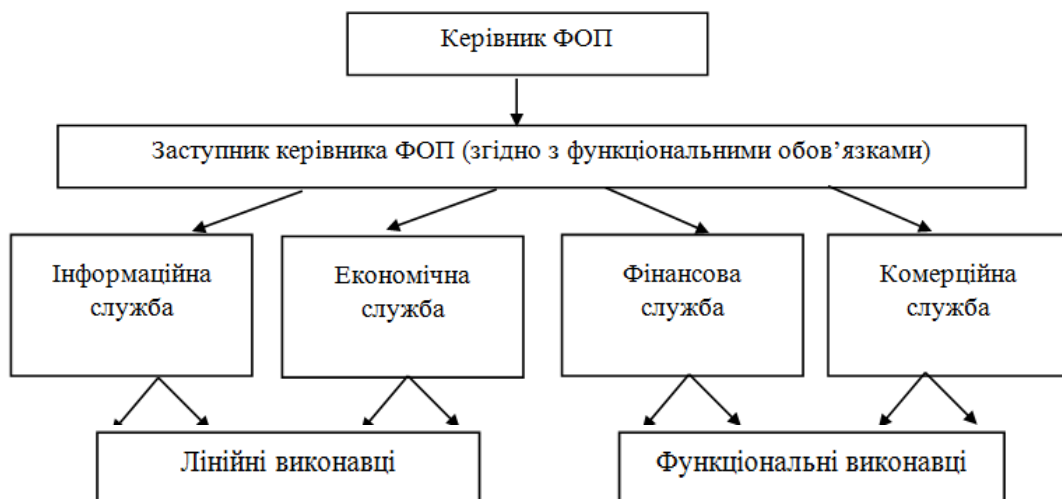 Керівник ФОП
Заступник керівника ФОП (згідно з функціональними обов’язками)
Інформаційна
служба
Економічна
служба
Фінансова
служба
Комерційна
служба
Лінійні виконавці
Функціональні виконавці